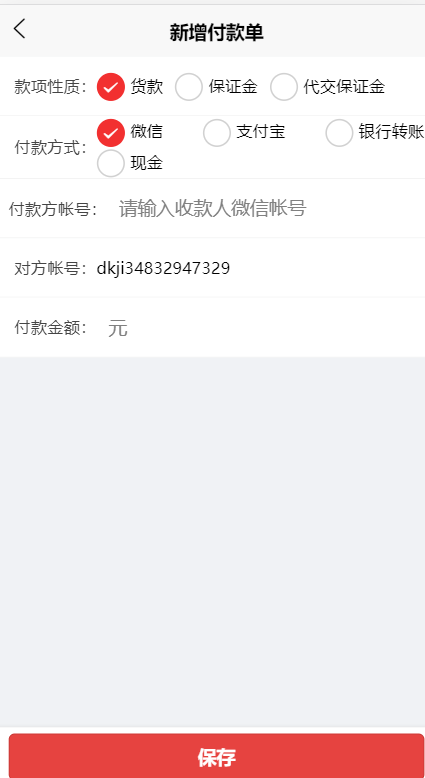 新增付款单
款项性质： 货款 保证金 代交保证金
付款方式： 微信 支付宝 银行转账
现金
付款方帐号： 请输入收款人微信帐号
对方帐号：dkji34832947329
付款金额： 元
保存